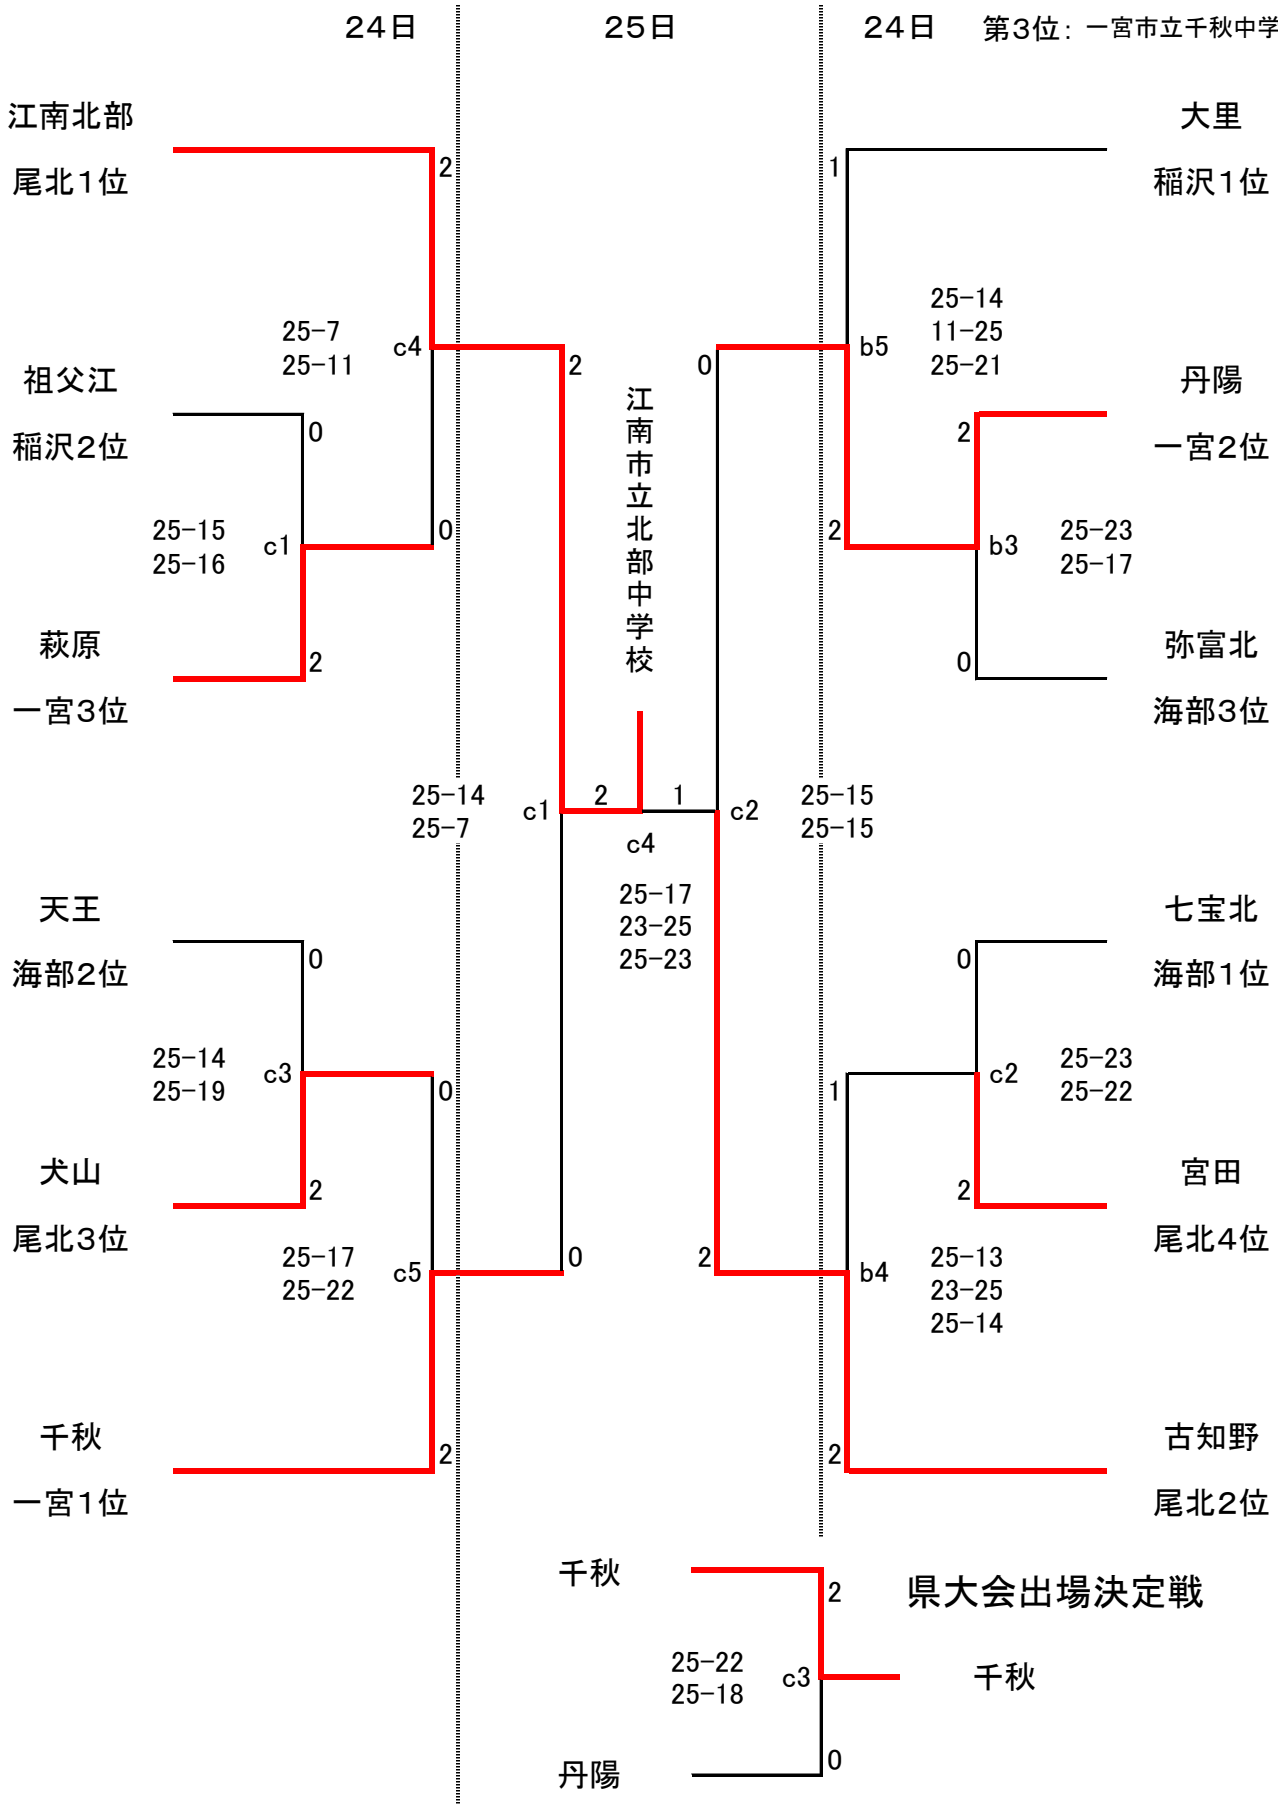 24日
25日
24日
第3位：一宮市立千秋中学
江南北部
尾北1位
2
25-7
25-11
c4
祖父江
稲沢2位
0
25-15
25-16
c1
0
萩原
一宮3位
2
天王
海部2位
0
25-14
25-19
c3
0
犬山
尾北3位
2
25-17
25-22
c5
千秋
一宮1位
2
2
25-14
25-7
c1
0
江南市立北部中学校
2
1
c4
25-17
23-25
25-23
0
c2
25-15
25-15
2
大里
稲沢1位
1
25-14
11-25
25-21
b5
丹陽
一宮2位
2
2
b3
25-23
25-17
弥富北
海部3位
0
七宝北
海部1位
0
c2
25-23
25-22
1
宮田
尾北4位
2
b4
25-13
23-25
25-14
古知野
尾北2位
2
千秋
2
県大会出場決定戦
25-22
25-18
c3
千秋
丹陽
0